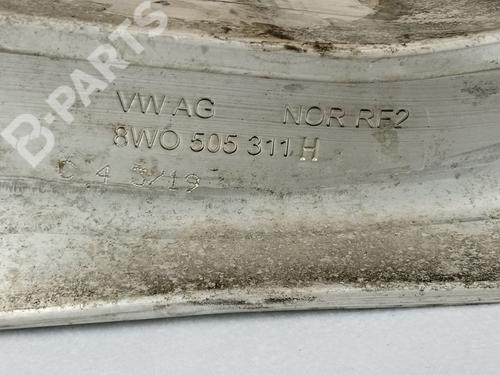 B-PARTS
VW AG NOR RF2
8W0 505 311 H
C 4 3/19